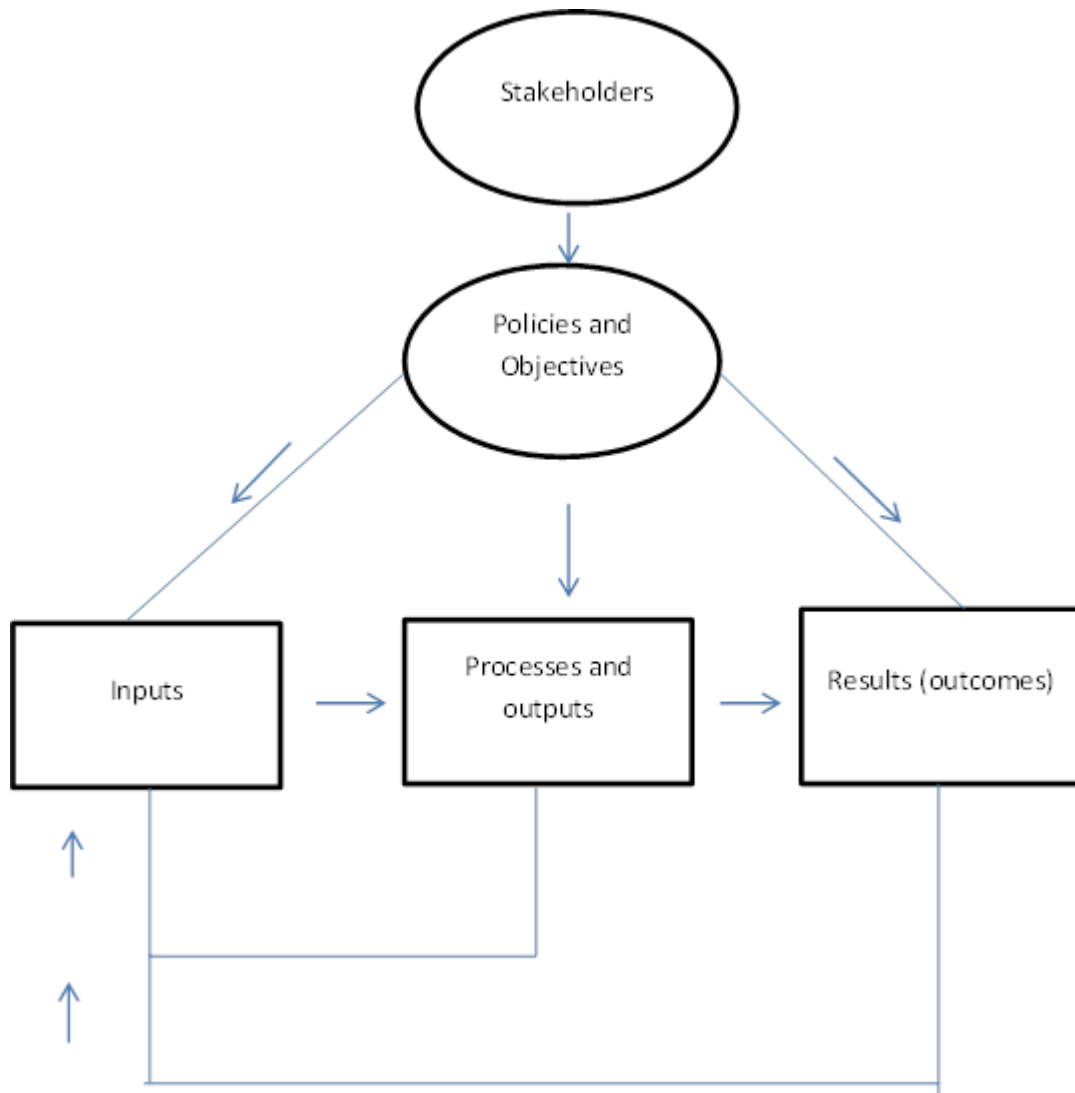 Stakeholders
Policies and
Objectives
Inputs
Processes and
outputs
Results (outcomes)